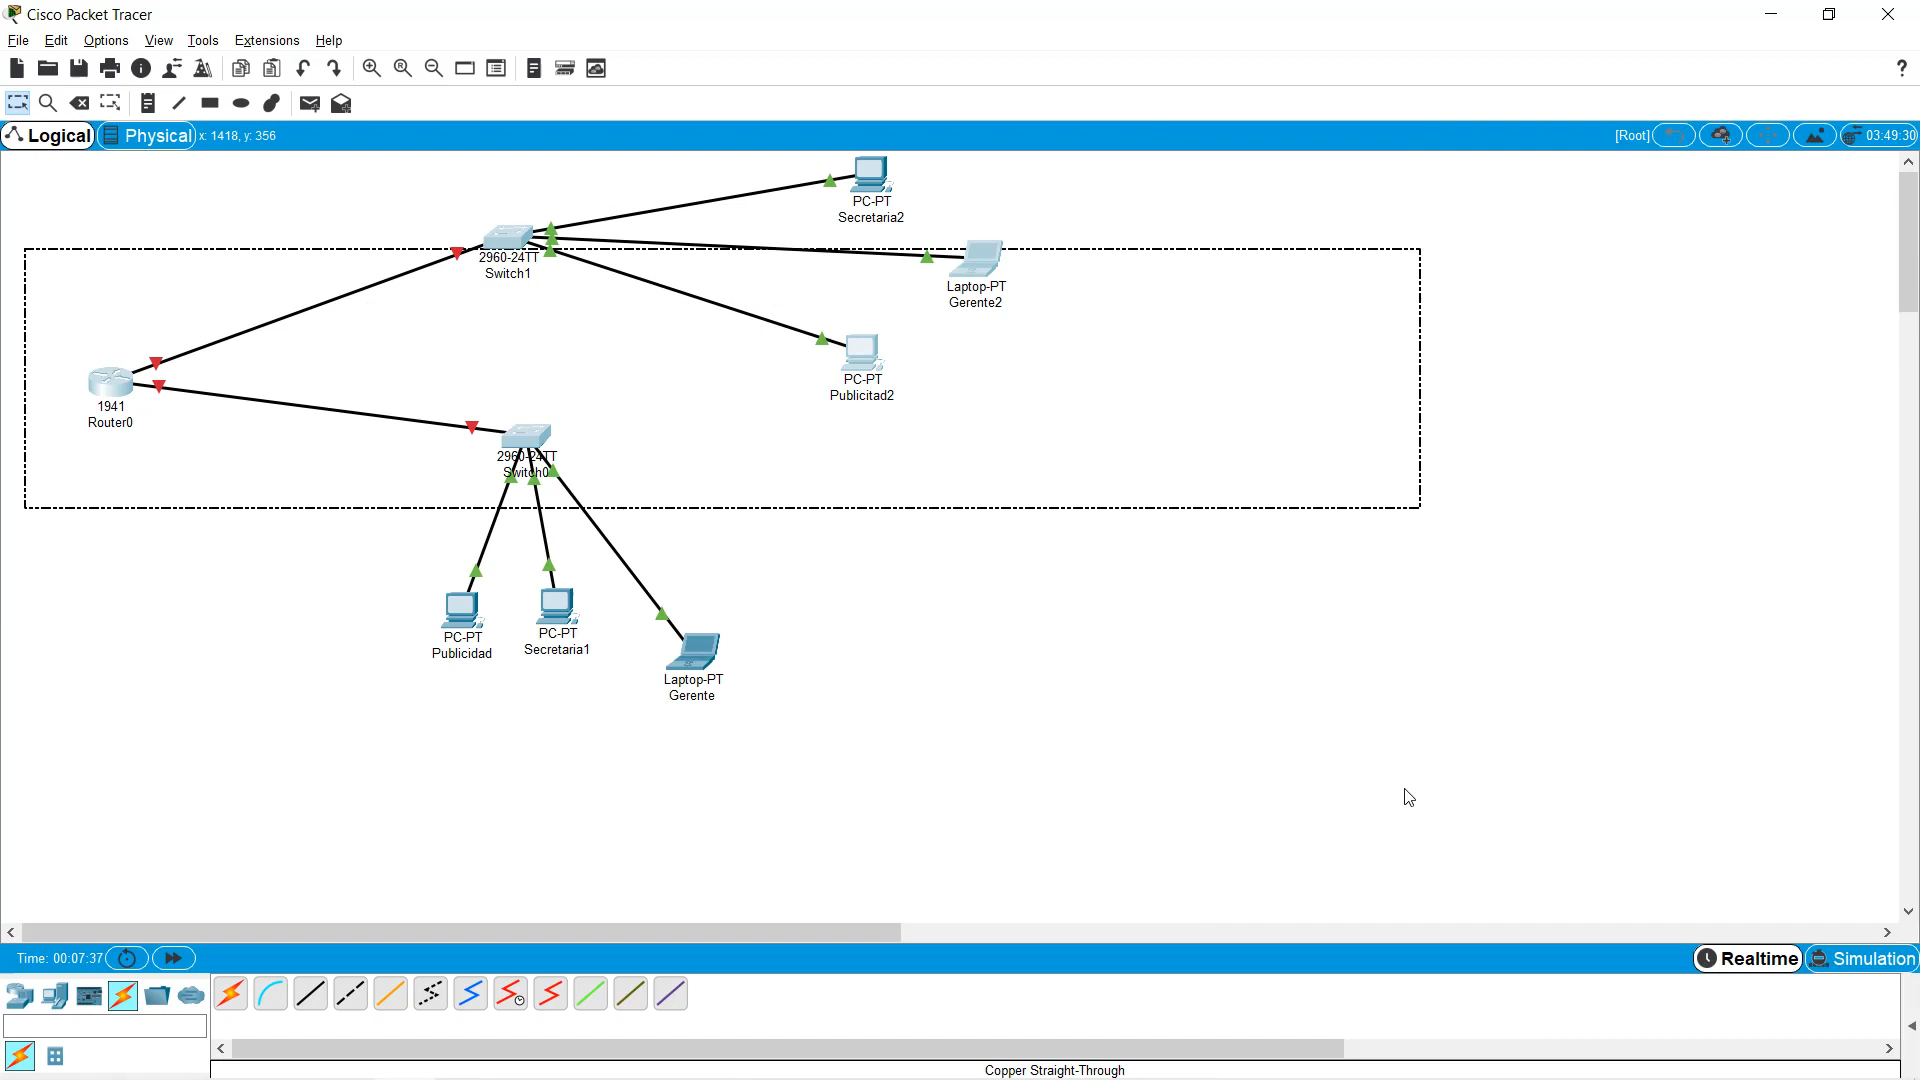 Cisco Packet Tracer
File Edit Options View Tools Extensions Help
Logical Physical x: 1418, y: 356 [Root] 03:49:30
PC-PT
Secretaria2
2960-24TT
Switch1
Laptop-PT
Gerente2
PC-PT
Publicitad2
1941
Router0
2960-24TT
Switch0
PC-PT
Publicidad
PC-PT
Secretaria1
Laptop-PT
Gerente
Time: 00:07:37 Realtime Simulation
Copper Straight-Through